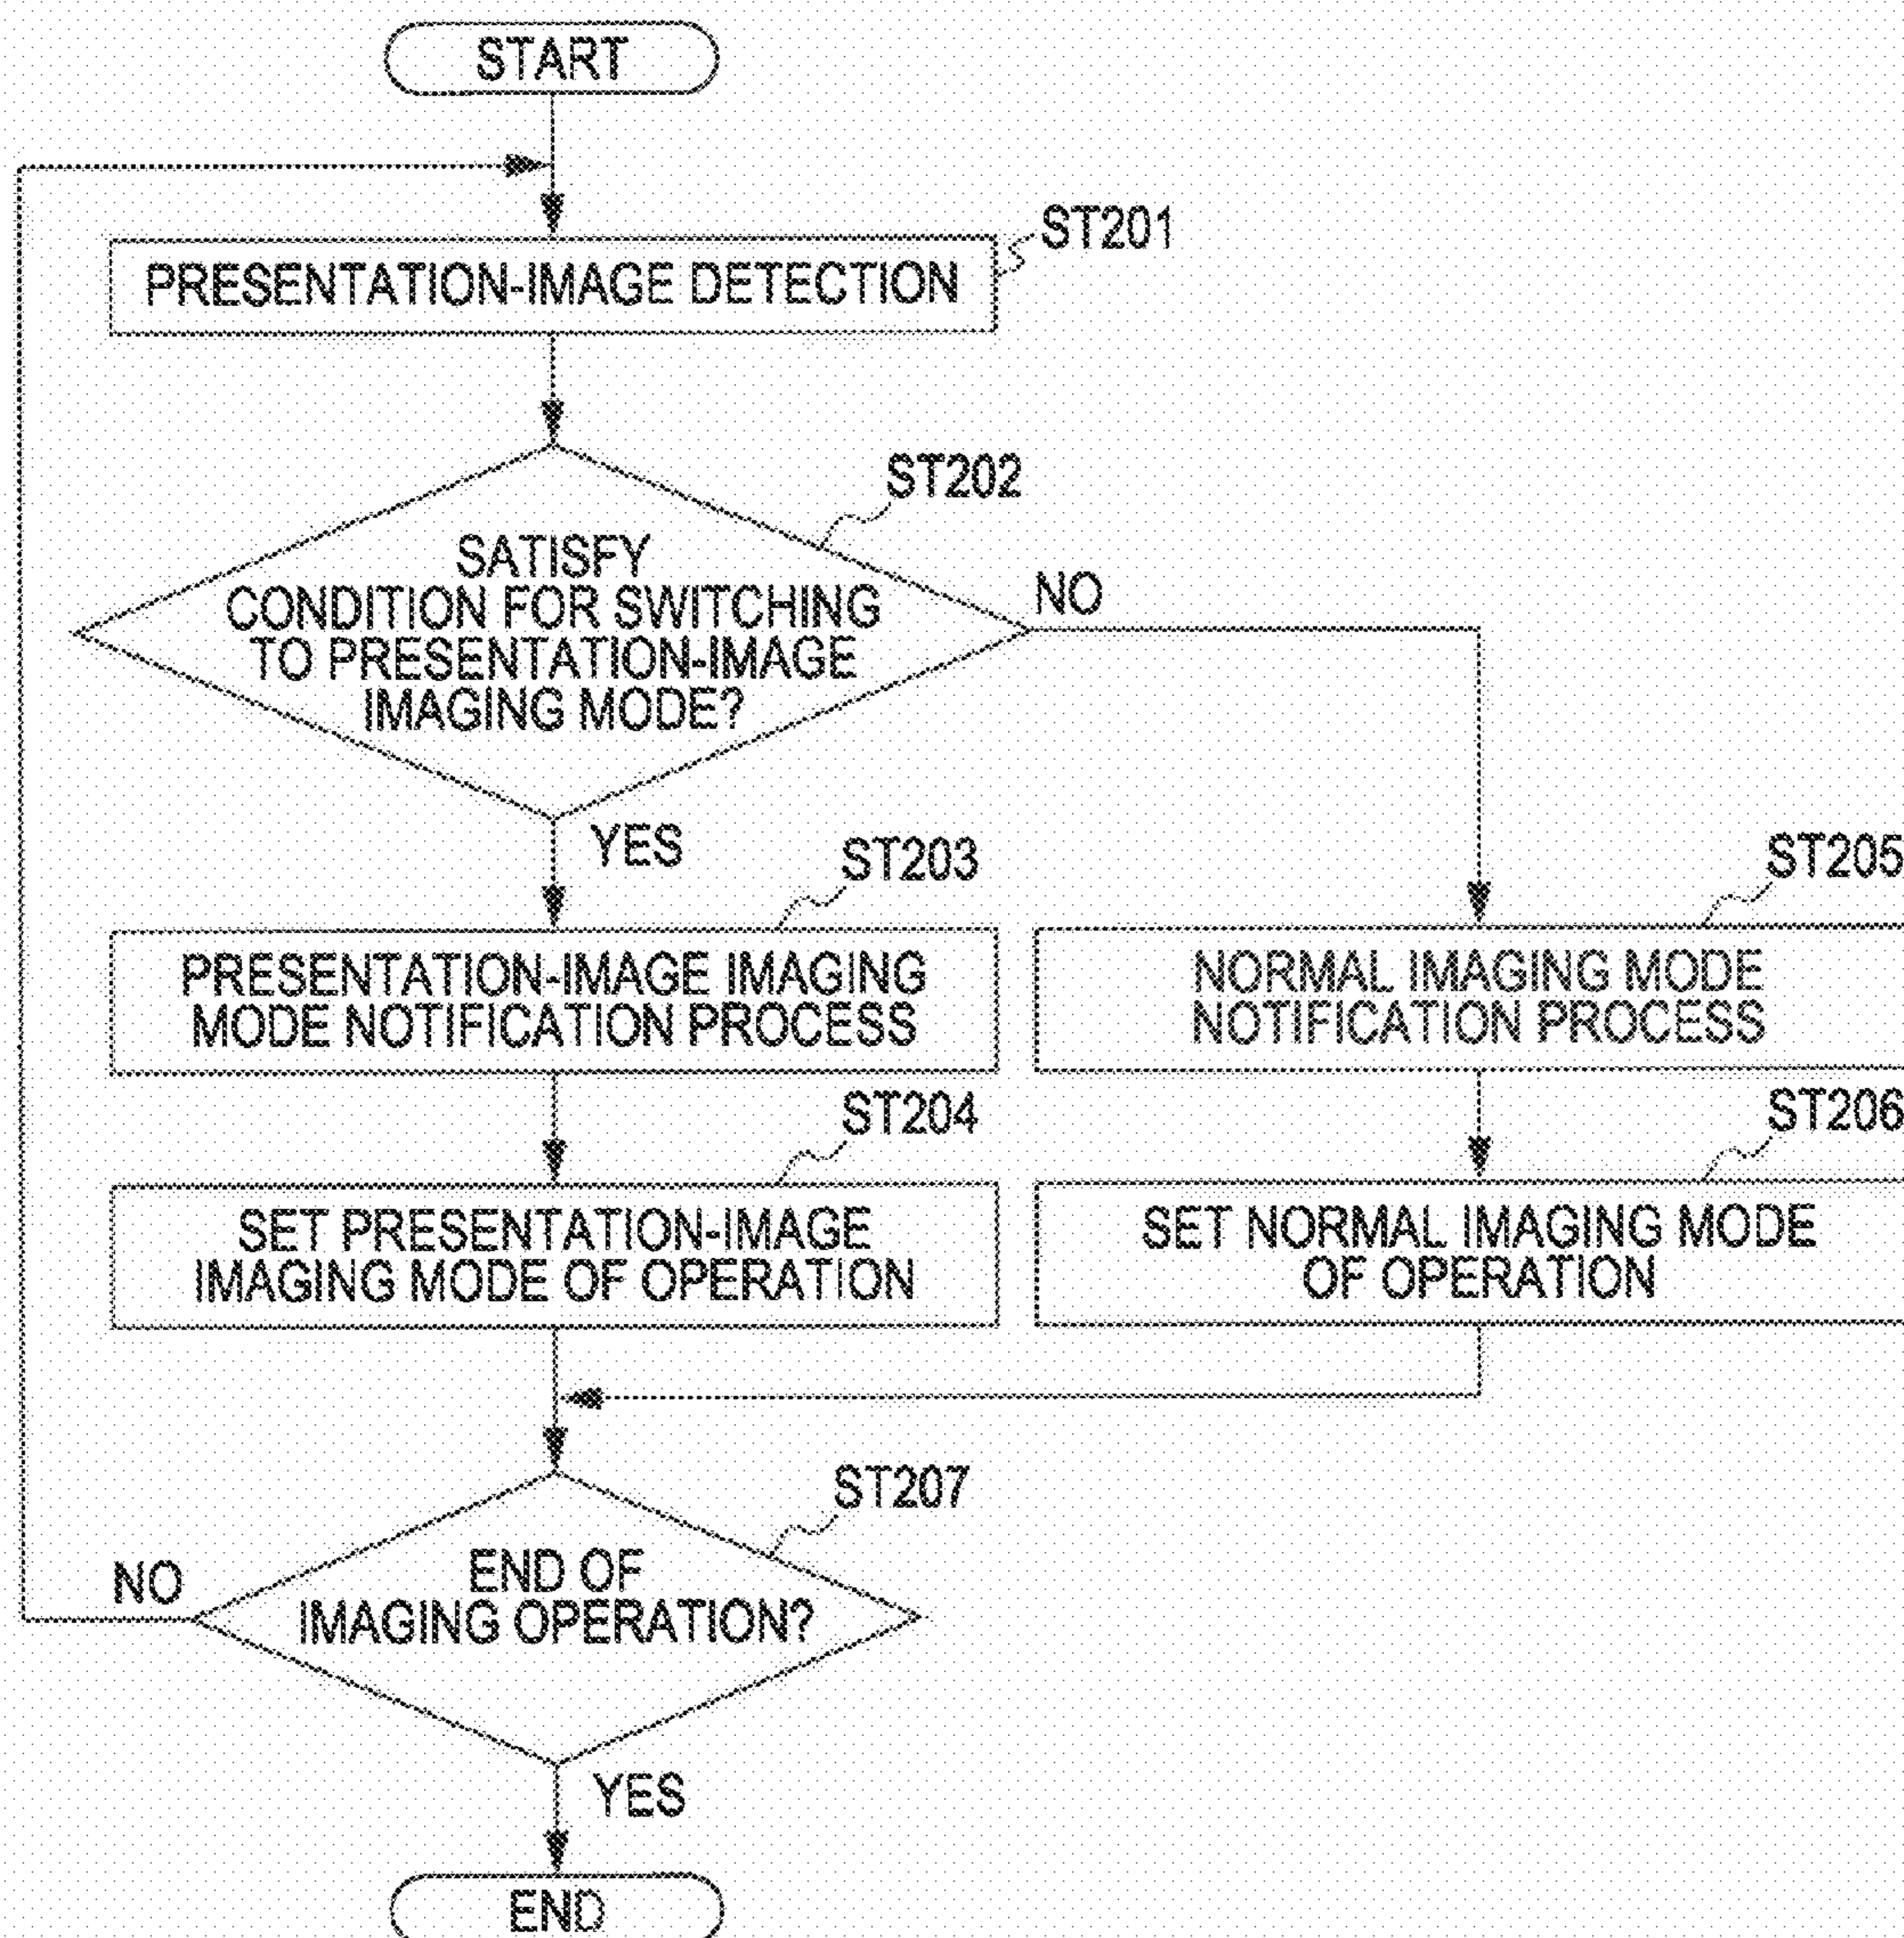 START
ST201
PRESENTATION-IMAGE DETECTION
ST202
SATISFY
CONDITION FOR SWITCHING
TO PRESENTATION-IMAGE
IMAGING MODE?
NO
YES
ST203
PRESENTATION-IMAGE IMAGING
MODE NOTIFICATION PROCESS
ST205
NORMAL IMAGING MODE
NOTIFICATION PROCESS
ST204
SET PRESENTATION-IMAGE
IMAGING MODE OF OPERATION
ST206
SET NORMAL IMAGING MODE
OF OPERATION
ST207
END OF
IMAGING OPERATION?
NO
YES
END